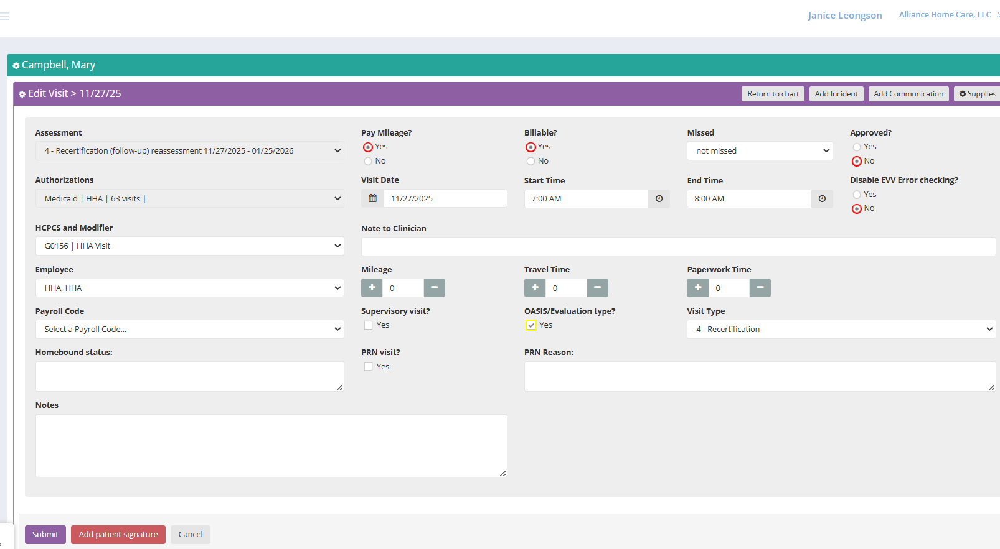 Janice Leongson Alliance Home Care, LLC 5
Campbell, Mary
Edit Visit > 11/27/25 Return to chart Add Incident Add Communication Supplies
Assessment Pay Mileage? Billable? Missed Approved?
4 - Recertification (follow-up) reassessment 11/27/2025 - 01/25/2026 Yes Yes not missed Yes
No No No
Authorizations Visit Date Start Time End Time Disable EVV Error checking?
Medicaid | HHA | 63 visits | 11/27/2025 7:00 AM 8:00 AM Yes
No
HCPCS and Modifier Note to Clinician
G0156 | HHA Visit
Employee Mileage Travel Time Paperwork Time
HHA, HHA 0 0 0
Payroll Code Supervisory visit? OASIS/Evaluation type? Visit Type
Select a Payroll Code... Yes Yes 4 - Recertification
Homebound status: PRN visit? PRN Reason:
Yes
Notes
Submit Add patient signature Cancel